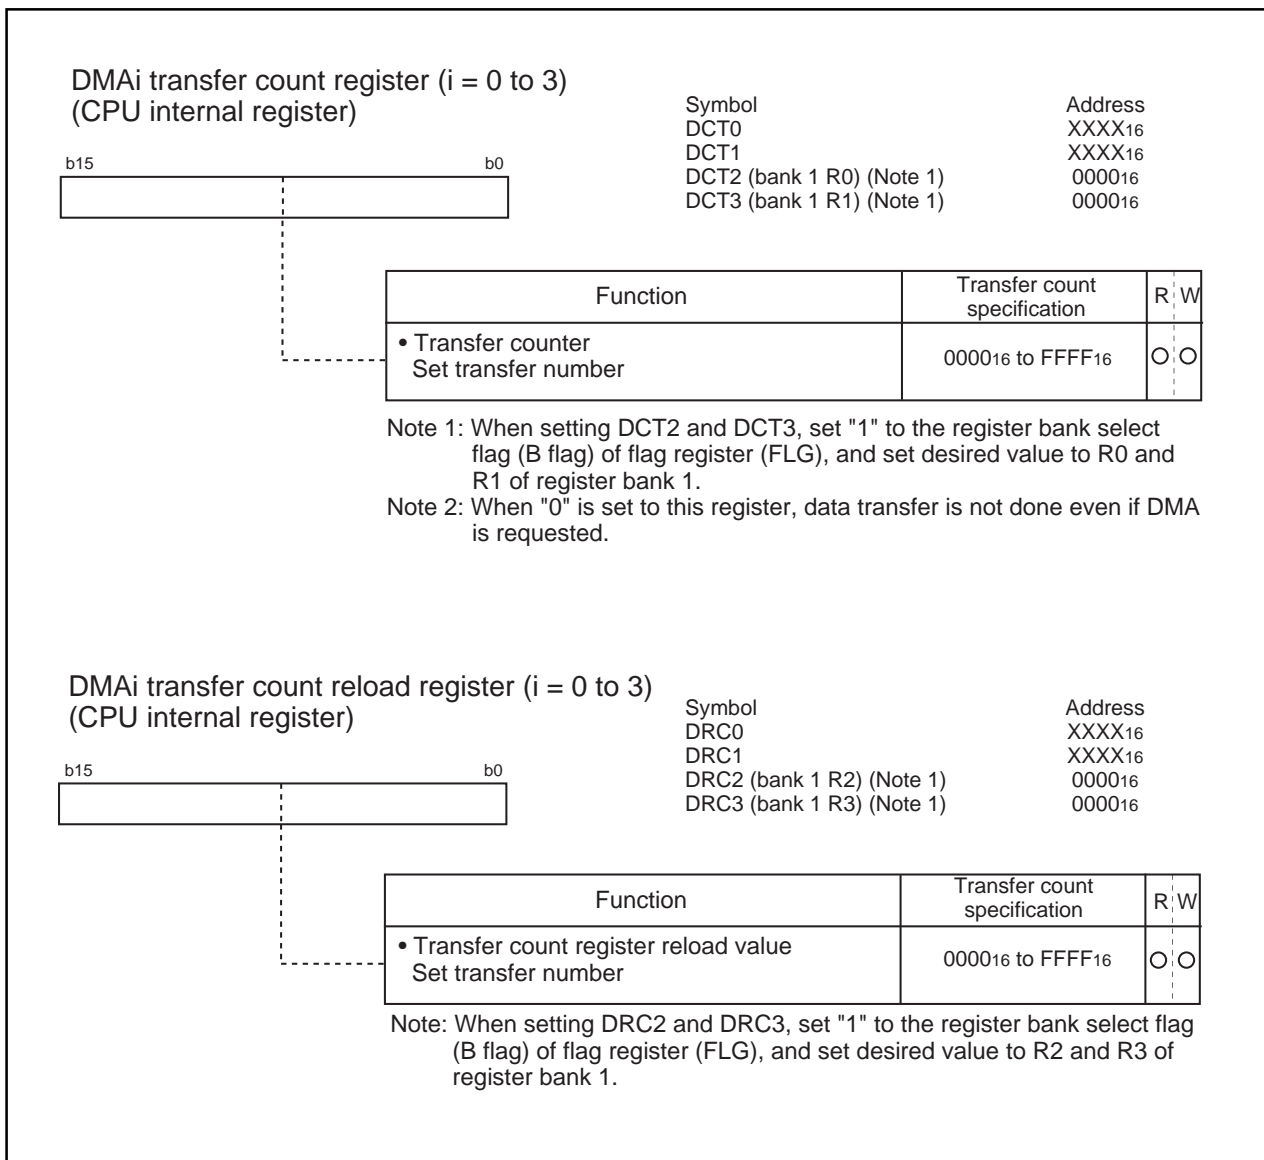 DMAi transfer count register (i = 0 to 3)
(CPU internal register)
Symbol Address
DCT0 XXXX16
DCT1 XXXX16
DCT2 (bank 1 R0) (Note 1) 000016
DCT3 (bank 1 R1) (Note 1) 000016
b15 b0
Function Transfer count specification R W
• Transfer counter
Set transfer number 000016 to FFFF16
Note 1: When setting DCT2 and DCT3, set "1" to the register bank select
flag (B flag) of flag register (FLG), and set desired value to R0 and
R1 of register bank 1.
Note 2: When "0" is set to this register, data transfer is not done even if DMA
is requested.
DMAi transfer count reload register (i = 0 to 3)
(CPU internal register)
Symbol Address
DRC0 XXXX16
DRC1 XXXX16
DRC2 (bank 1 R2) (Note 1) 000016
DRC3 (bank 1 R3) (Note 1) 000016
b15 b0
Function Transfer count specification R W
• Transfer count register reload value
Set transfer number 000016 to FFFF16
Note: When setting DRC2 and DRC3, set "1" to the register bank select flag
(B flag) of flag register (FLG), and set desired value to R2 and R3 of
register bank 1.